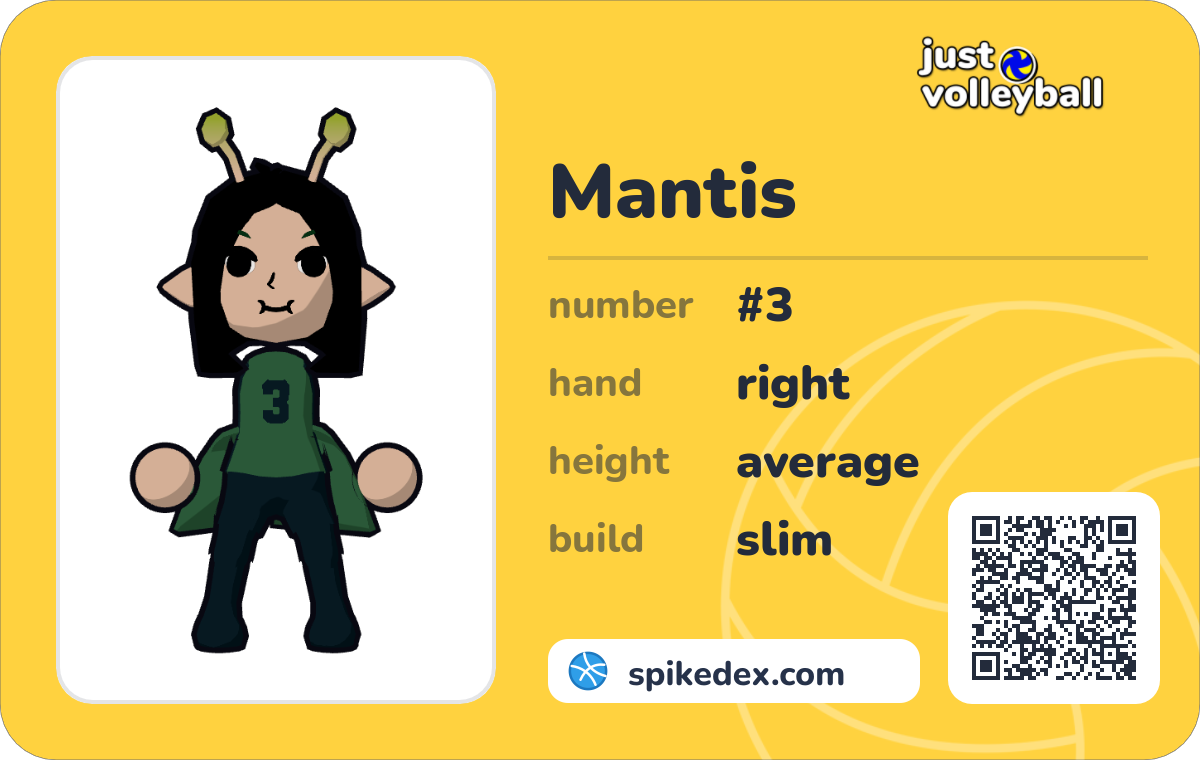 just
volleyball
Mantis
number #3
hand right
height average
build slim
3
spikedex.com